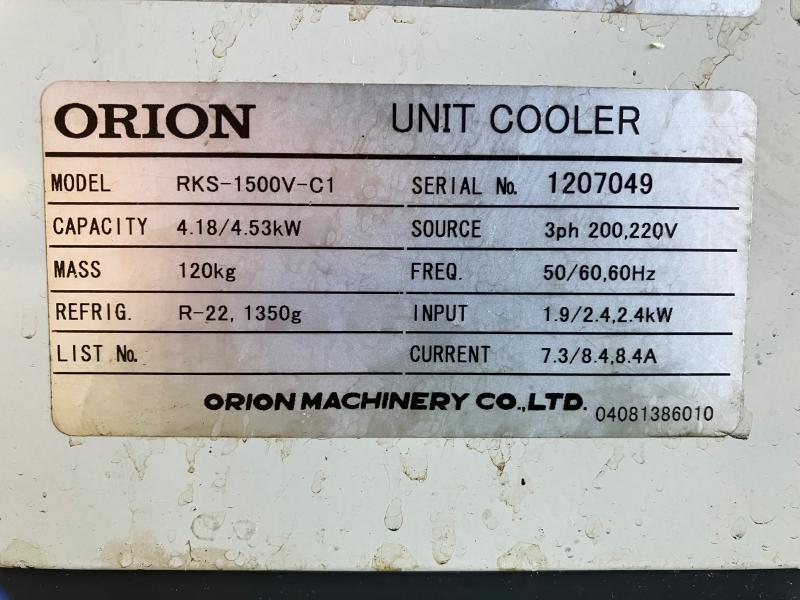 ORION UNIT COOLER
MODEL RKS-1500V-C1 SERIAL No. 1207049
CAPACITY 4.18/4.53kW SOURCE 3ph 200,220V
MASS 120kg FREQ. 50/60,60Hz
REFRIG. R-22, 1350g INPUT 1.9/2.4,2.4kW
LIST No. CURRENT 7.3/8.4,8.4A
ORION MACHINERY CO.,LTD. 04081386010